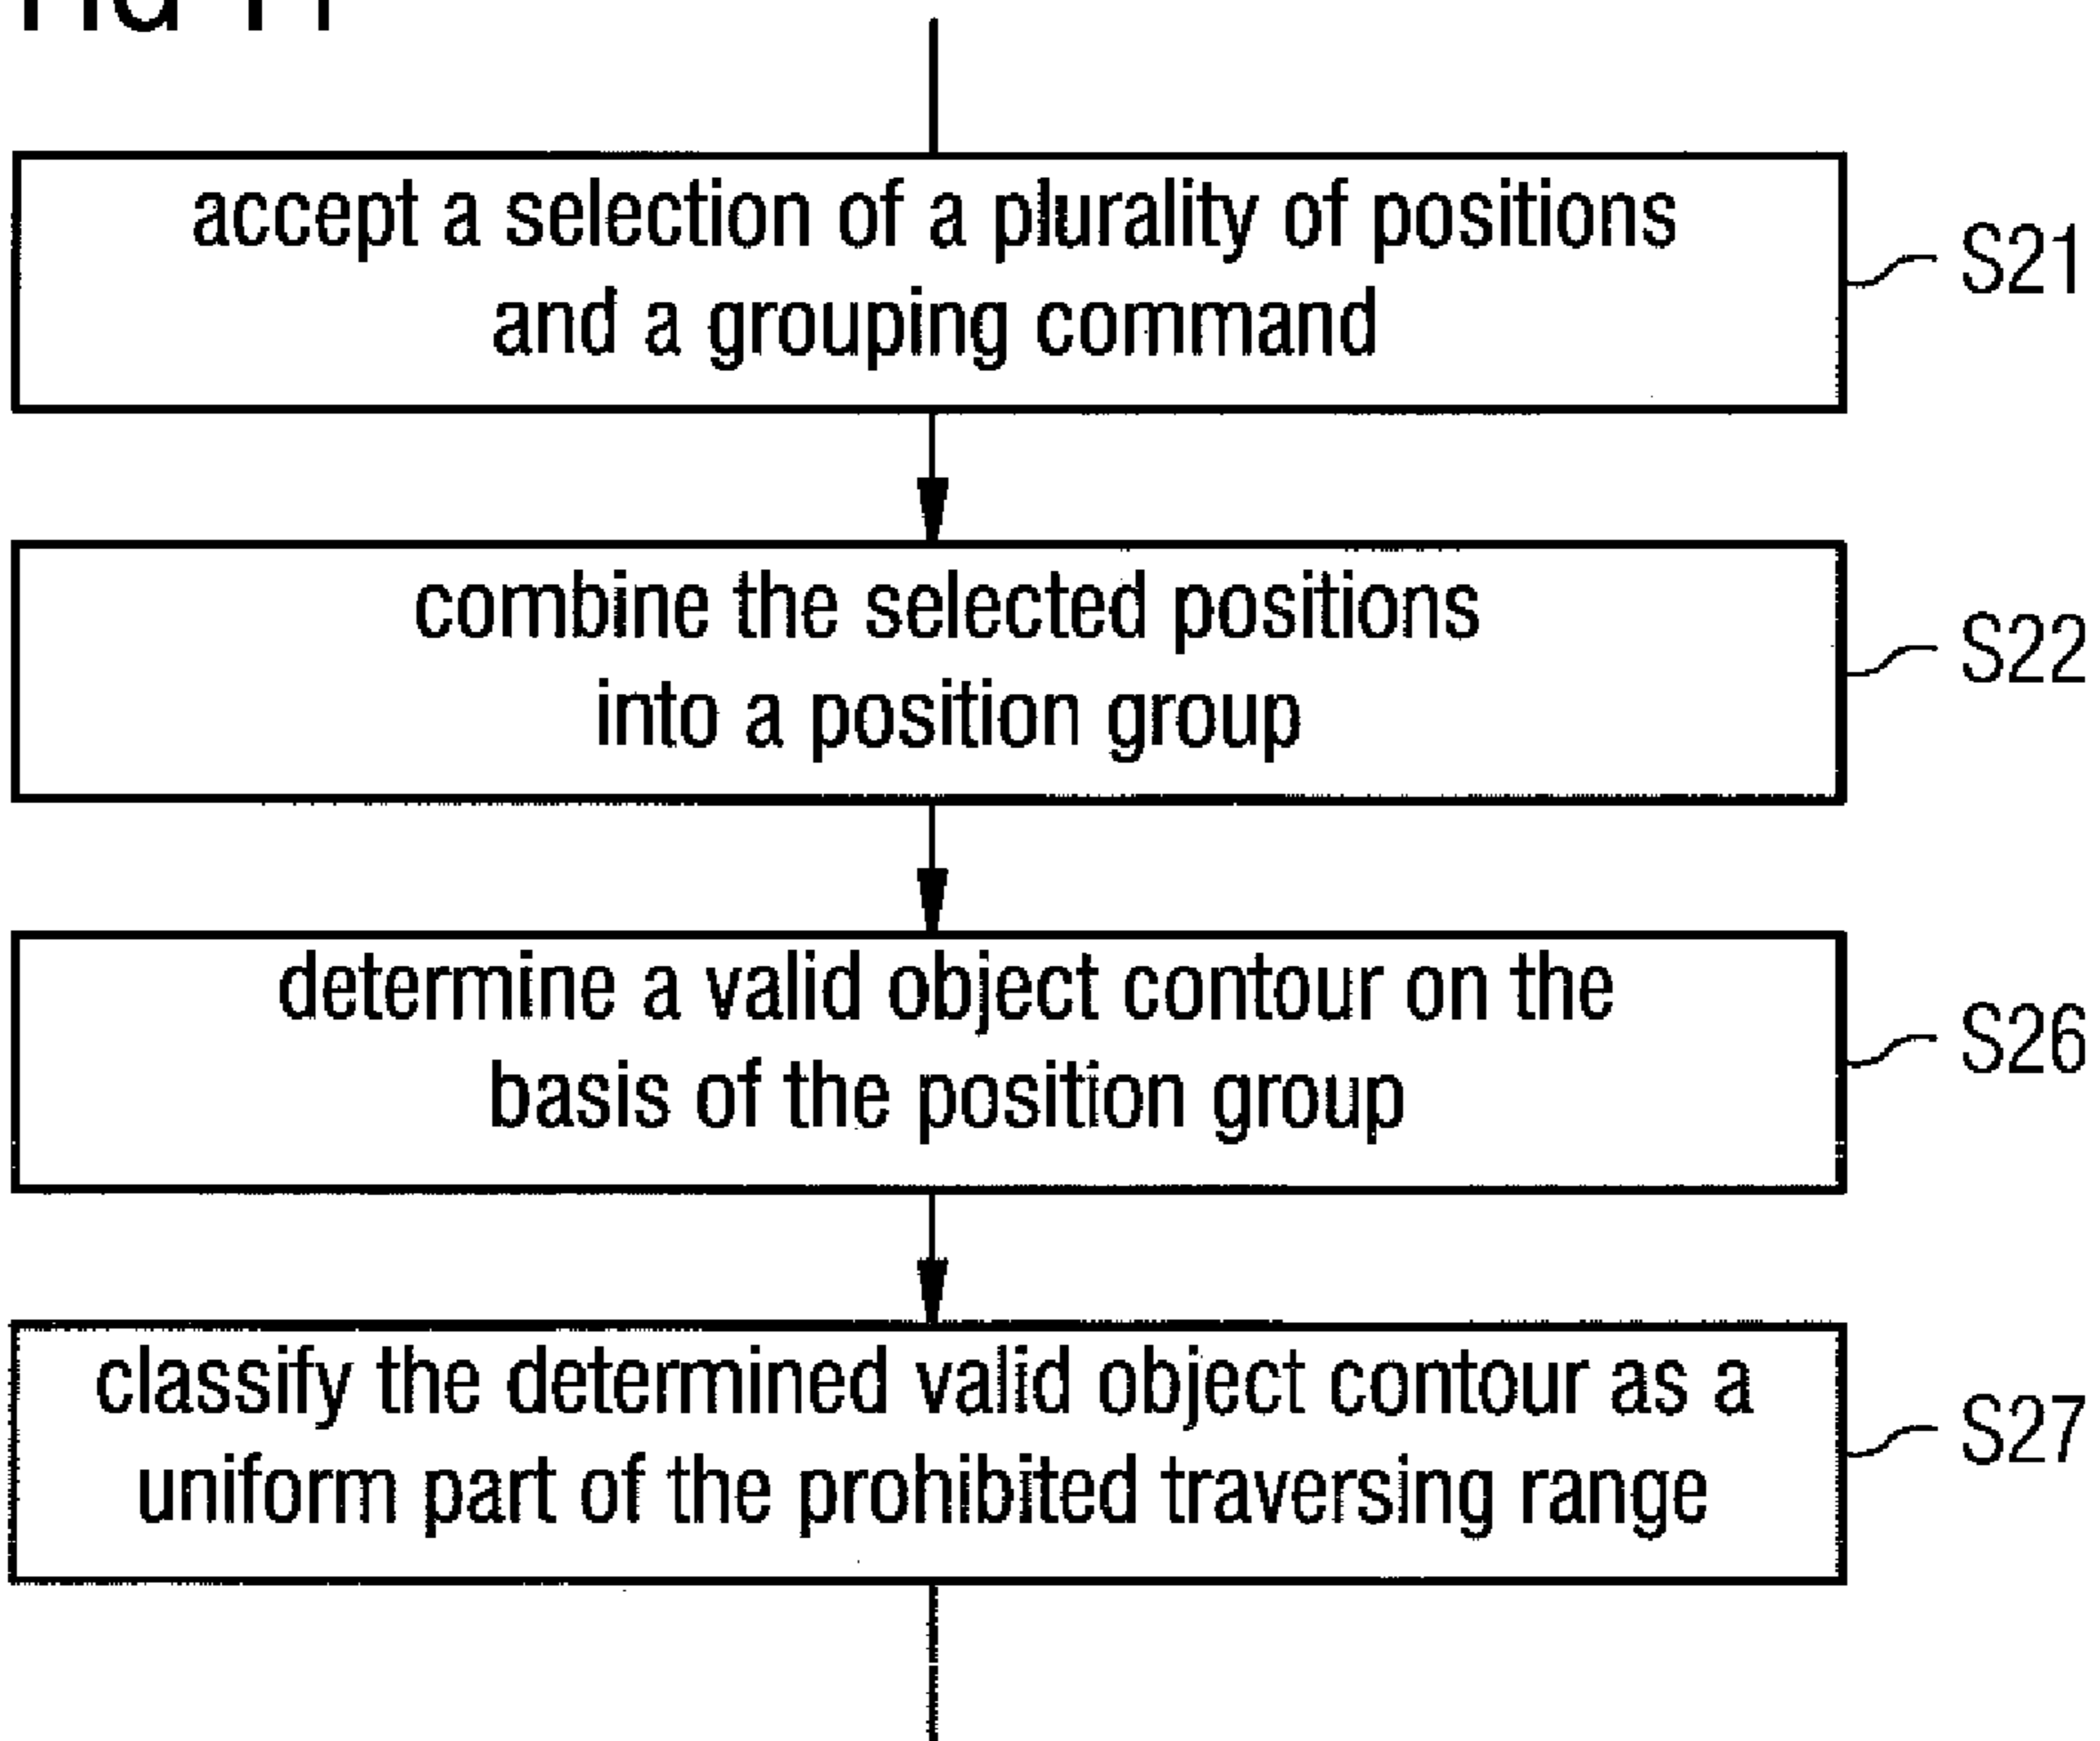 accept a selection of a plurality of positions
and a grouping command
S21
combine the selected positions
into a position group
S22
determine a valid object contour on the
basis of the position group
S26
classify the determined valid object contour as a
uniform part of the prohibited traversing range
S27